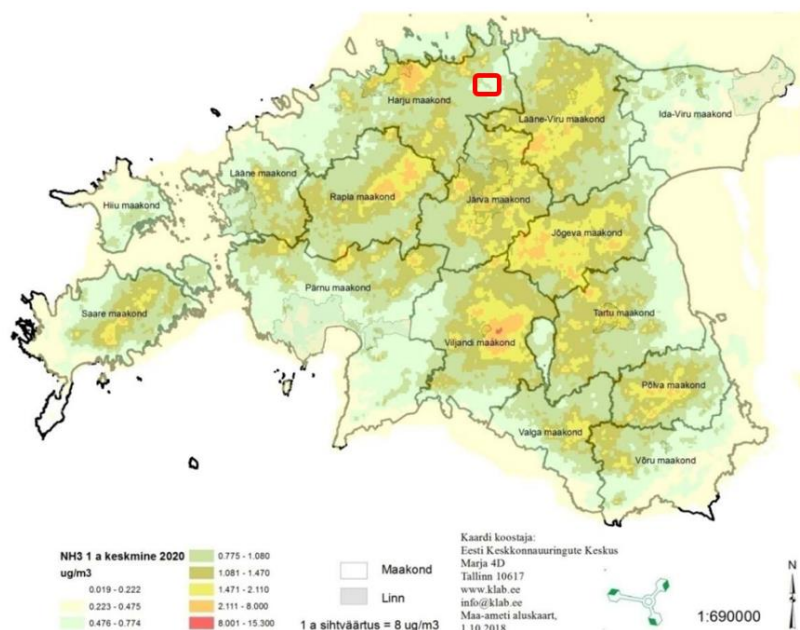 Harju maakond
Lääne-Viru maakond
Ida-Viru maakond
Lääne maakond
Rapla maakond
Järva maakond
Hiiu maakond
Jõgeva maakond
Pärnu maakond
Saare maakond
Tartu maakond
Viljandi maakond
Põlva maakond
Valga maakond
Võru maakond
NH3 1 a keskmine 2020
ug/m3
0.019 - 0.222
0.223 - 0.475
0.476 - 0.774
0.775 - 1.080
1.081 - 1.470
1.471 - 2.110
2.111 - 8.000
8.001 - 15.300
Maakond
Linn
1 a sihtväärtus = 8 ug/m3
Kaardi koostaja:
Eesti Keskkonnauuringute Keskus
Marja 4D
Tallinn 10617
www.klab.ee
info@klab.ee
Maa-ameti aluskaart,
1.10.2018
1:690000
N